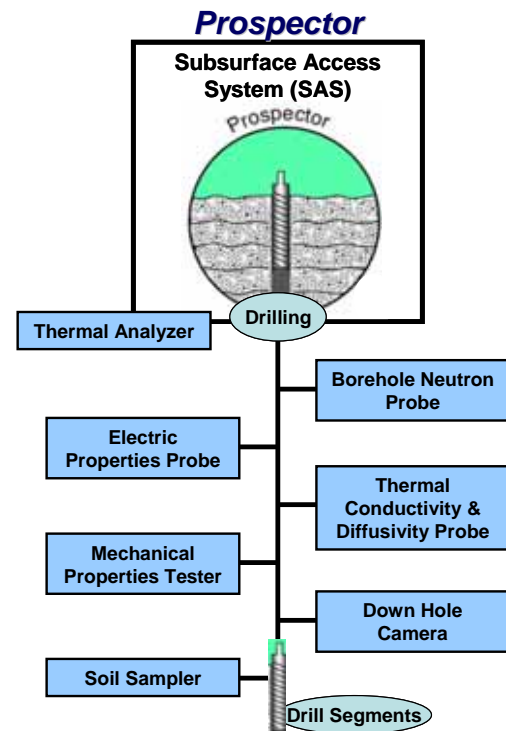 Prospector
Subsurface Access
System (SAS)
Prospector
Drilling
Thermal Analyzer
Borehole Neutron
Probe
Electric
Properties Probe
Thermal
Conductivity &
Diffusivity Probe
Mechanical
Properties Tester
Down Hole
Camera
Soil Sampler
Drill Segments